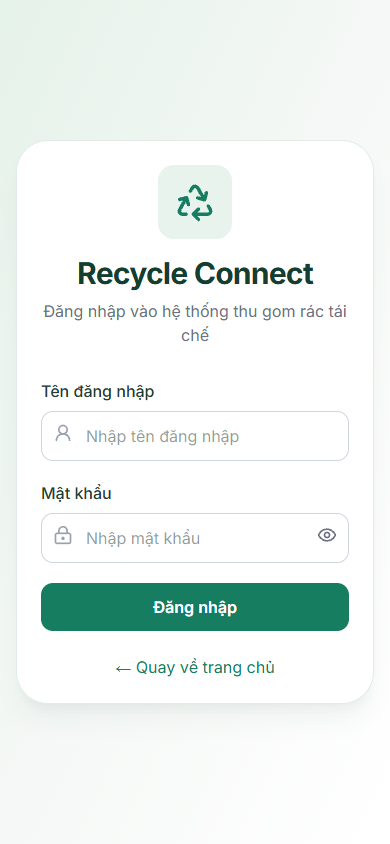 Recycle Connect
Đăng nhập vào hệ thống thu gom rác tái
chế
Tên đăng nhập
Nhập tên đăng nhập
Mật khẩu
Nhập mật khẩu
Đăng nhập
← Quay về trang chủ